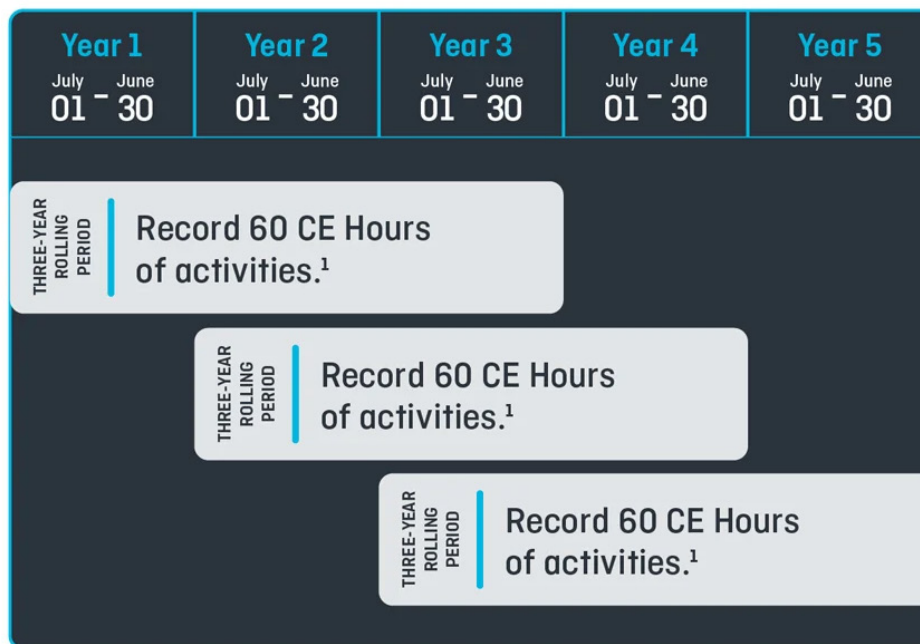 Year 1 Year 2 Year 3 Year 4 Year 5
July 01 - June 30 July 01 - June 30 July 01 - June 30 July 01 - June 30 July 01 - June 30
THREE-YEAR
ROLLING
PERIOD
Record 60 CE Hours
of activities.¹
THREE-YEAR
ROLLING
PERIOD
Record 60 CE Hours
of activities.¹
THREE-YEAR
ROLLING
PERIOD
Record 60 CE Hours
of activities.¹